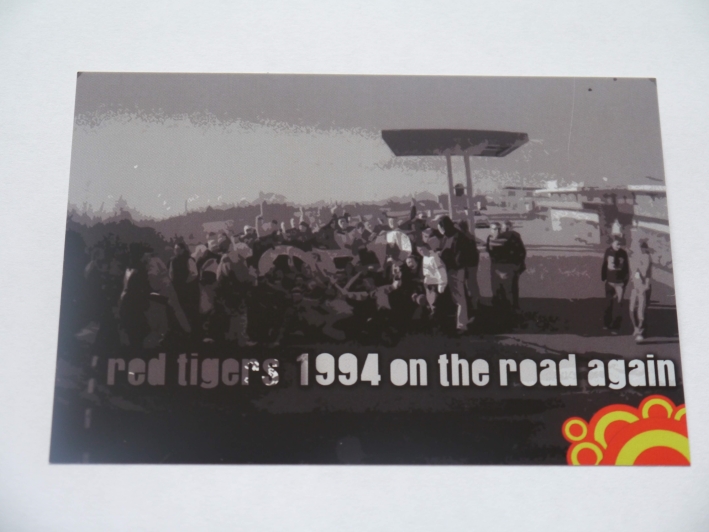 red tigers 1994 on the road again